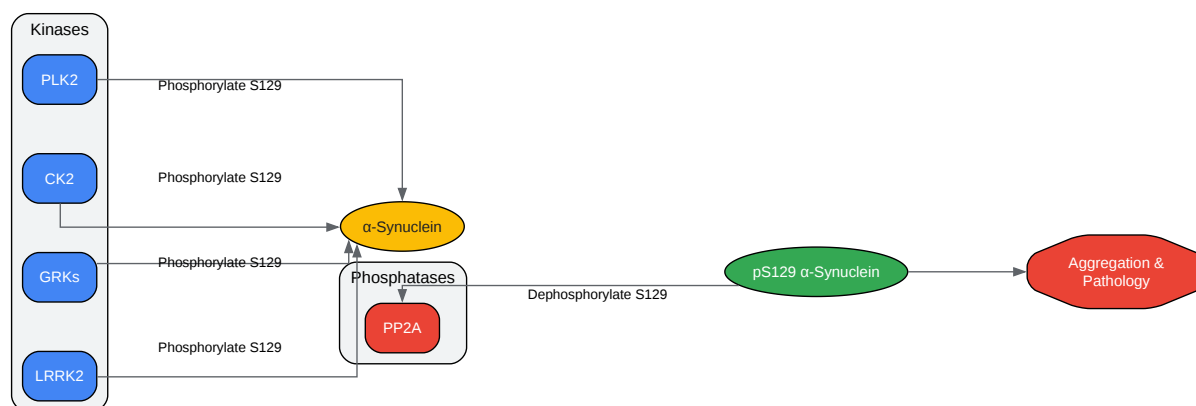 Kinases
PLK2
Phosphorylate S129
CK2
Phosphorylate S129
α-Synuclein
GRKs
Phosphorylate S129
Phosphatases
pS129 α-Synuclein
Aggregation &
Pathology
Dephosphorylate S129
PP2A
Phosphorylate S129
LRRK2